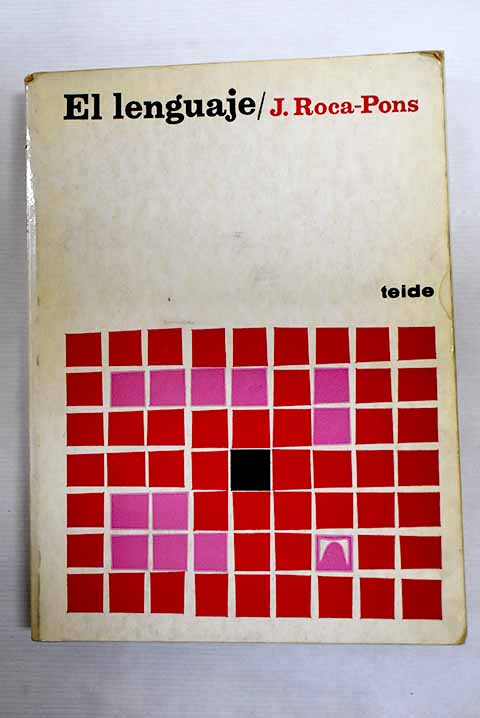 El lenguaje/ J. Roca-Pons
teide